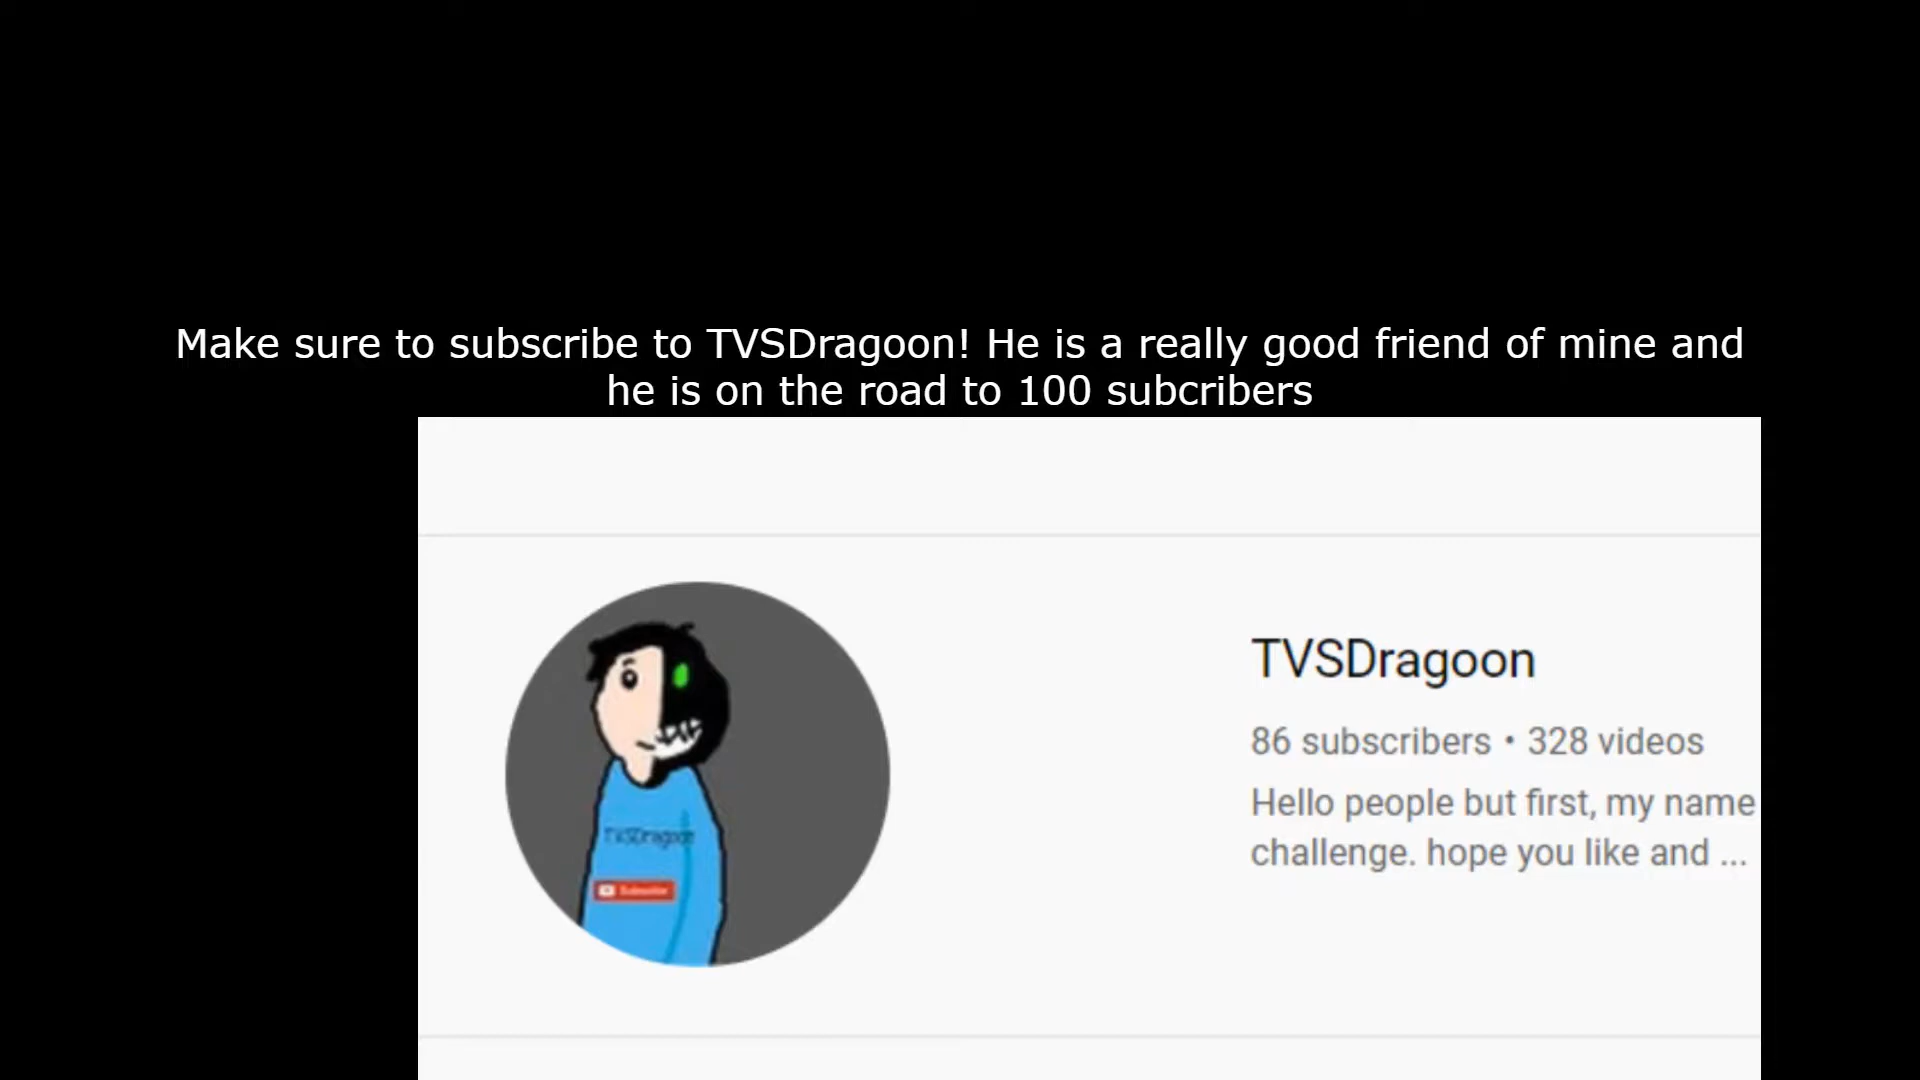 Make sure to subscribe to TVSDragoon! He is a really good friend of mine and
he is on the road to 100 subcribers
TVSDragoon
86 subscribers • 328 videos
Hello people but first, my name
challenge. hope you like and ...
TVSDragoon
Subscribe